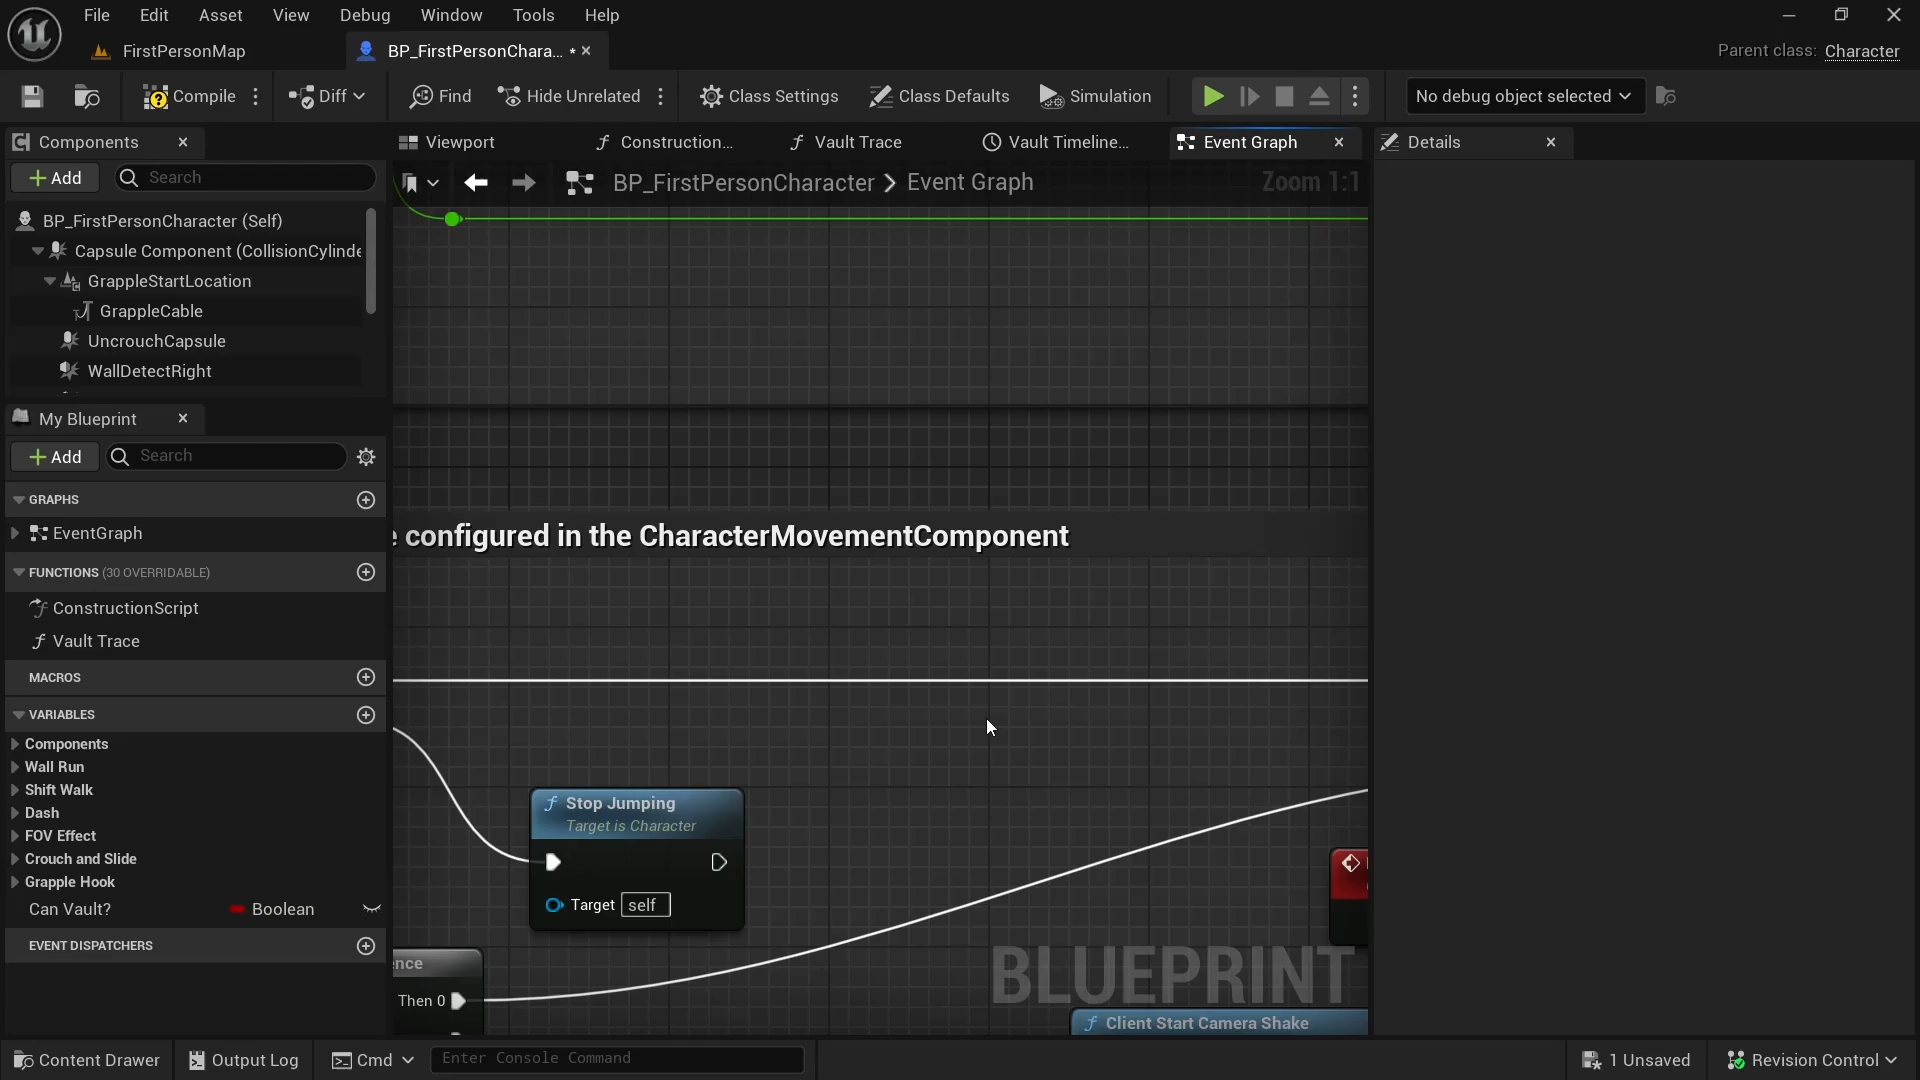 File Edit Asset View Debug Window Tools Help
FirstPersonMap
BP_FirstPersonChara... •
Parent class: Character
Compile
Diff
Find
Hide Unrelated
Class Settings
Class Defaults
Simulation
No debug object selected
Components
Viewport
Construction...
Vault Trace
Vault Timeline...
Event Graph
Details
Add
Search
BP_FirstPersonCharacter > Event Graph
Zoom 1:1
BP_FirstPersonCharacter (Self)
Capsule Component (CollisionCylinde
GrappleStartLocation
GrappleCable
UncrouchCapsule
WallDetectRight
My Blueprint
Add
Search
GRAPHS
EventGraph
FUNCTIONS (30 OVERRIDABLE)
ConstructionScript
Vault Trace
MACROS
VARIABLES
Components
Wall Run
Shift Walk
Dash
FOV Effect
Crouch and Slide
Grapple Hook
Can Vault? Boolean
EVENT DISPATCHERS
e configured in the CharacterMovementComponent
Stop Jumping
Target is Character
Target self
ence
Then 0
BLUEPRINT
Client Start Camera Shake
Content Drawer
Output Log
Cmd
Enter Console Command
1 Unsaved
Revision Control